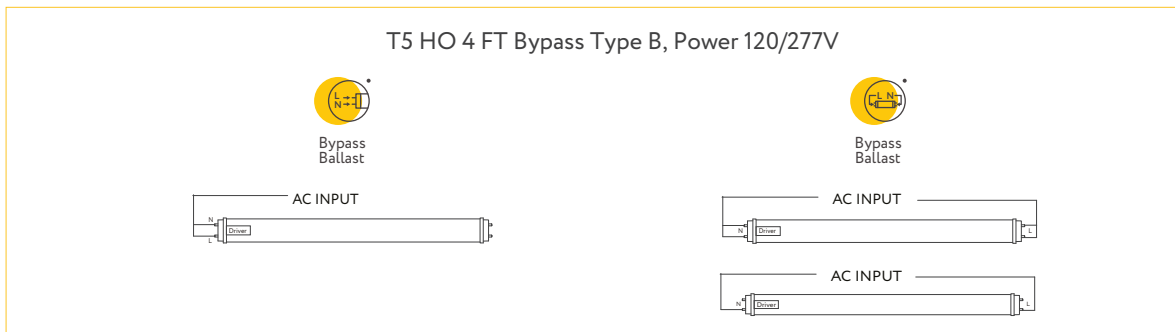 T5 HO 4 FT Bypass Type B, Power 120/277V
L
N
Bypass
Ballast
AC INPUT
N
Driver
L
L N
Bypass
Ballast
AC INPUT
N
Driver
L
AC INPUT
N
Driver
L